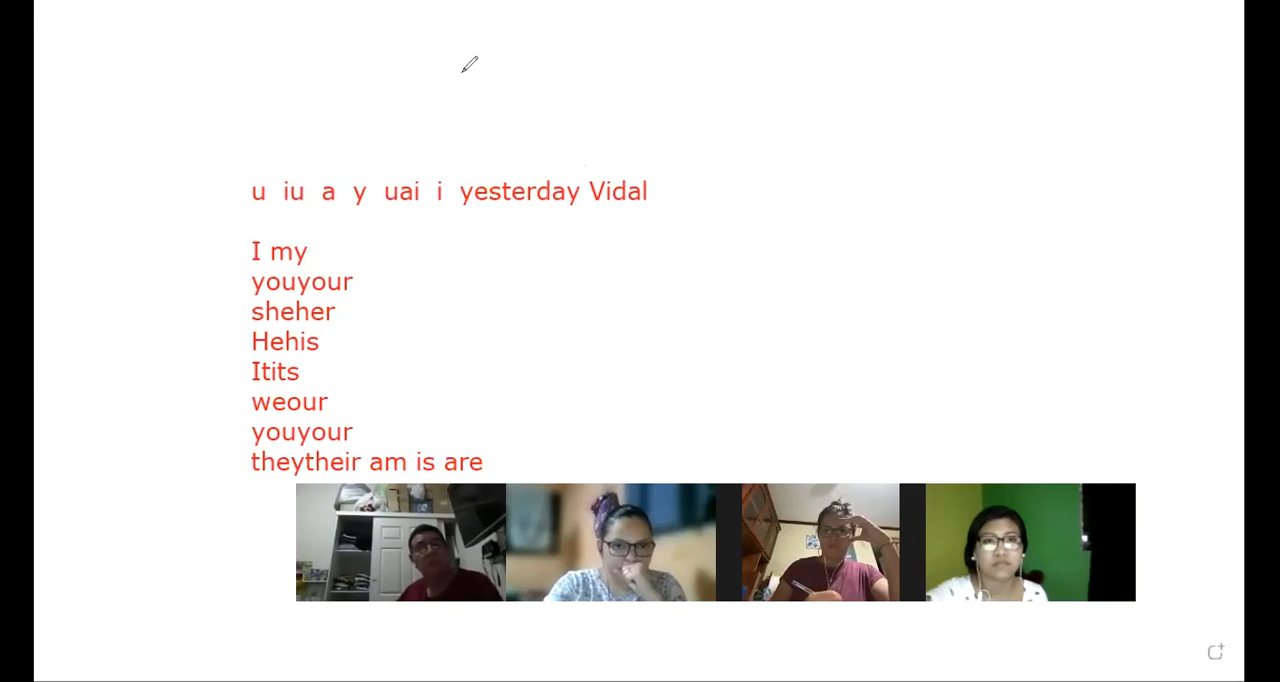 u iu a y uai i yesterday Vidal
I my
youyour
sheher
Hehis
Itits
weour
youyour
theytheir am is are